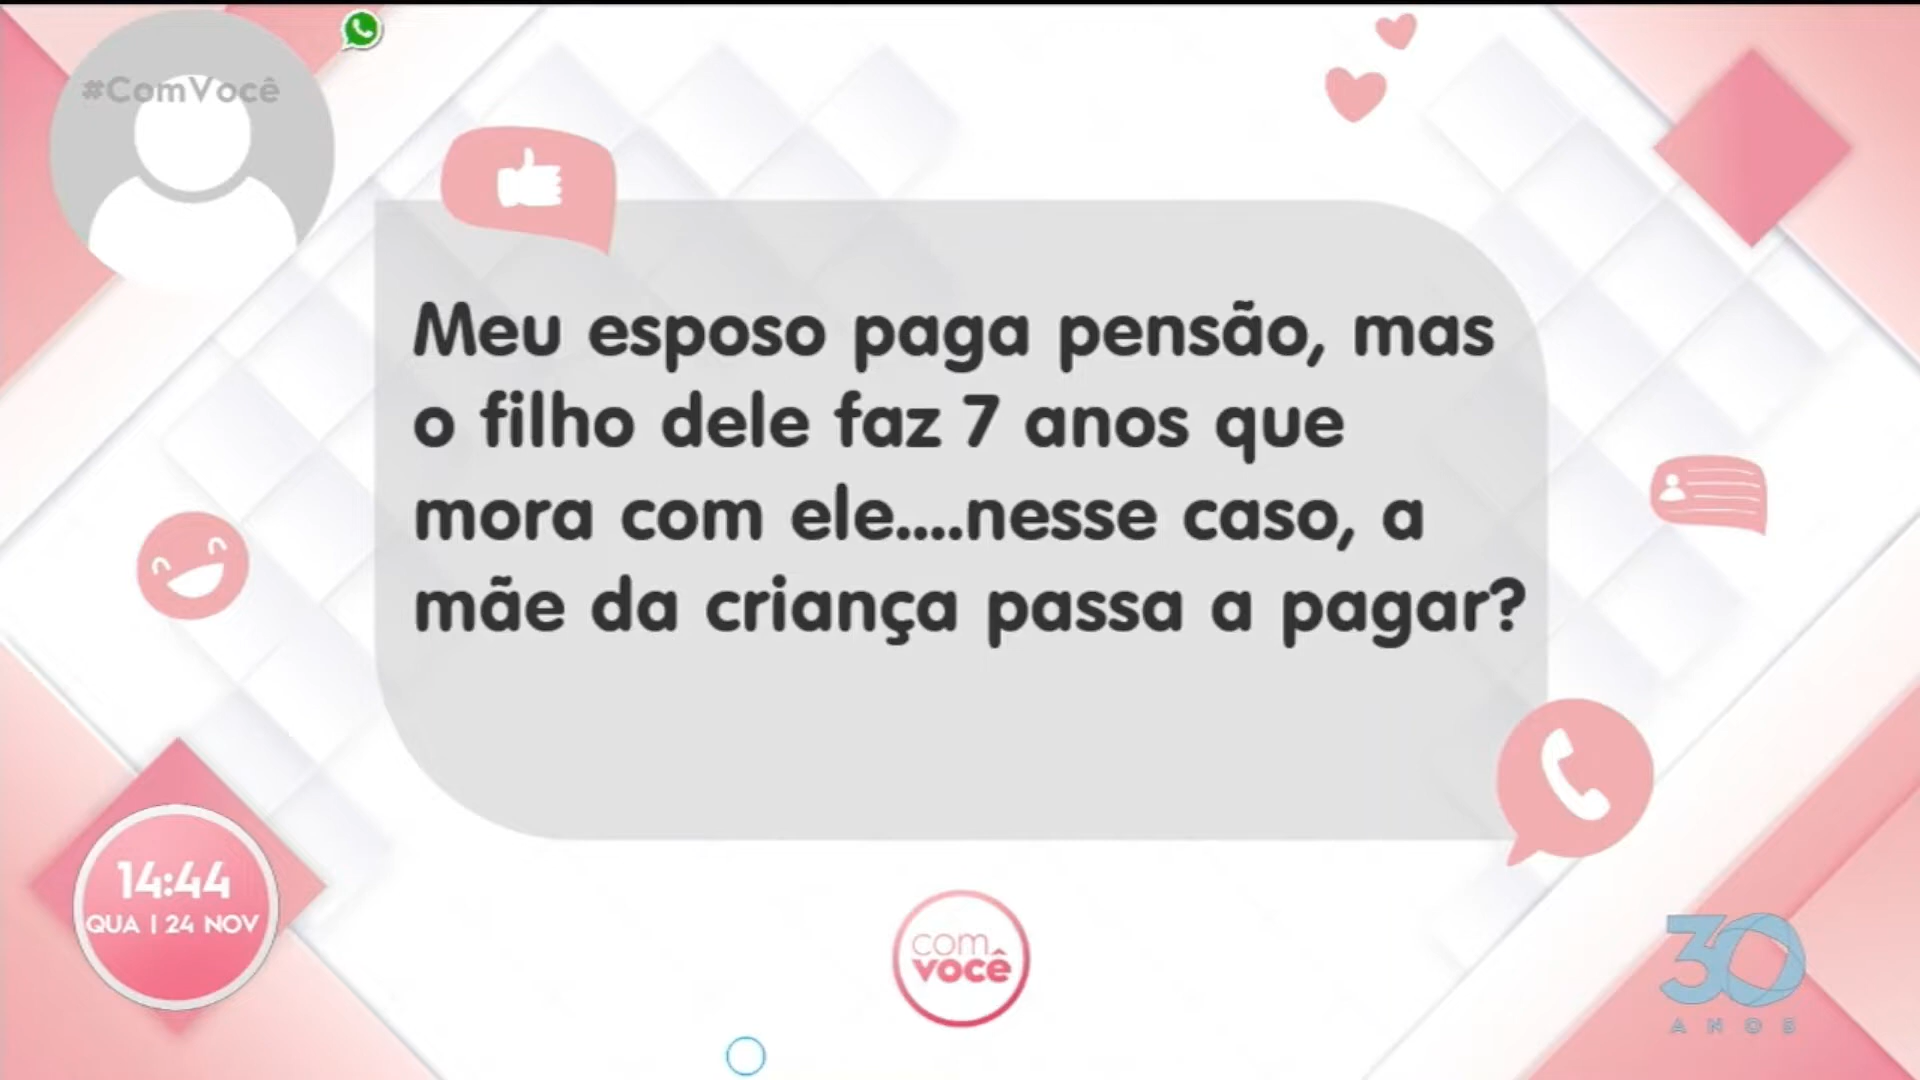 #ComVocê
Meu esposo paga pensão, mas
o filho dele faz 7 anos que
mora com ele....nesse caso, a
mãe da criança passa a pagar?
14:44
QUA | 24 NOV
com
você
30
ANOS